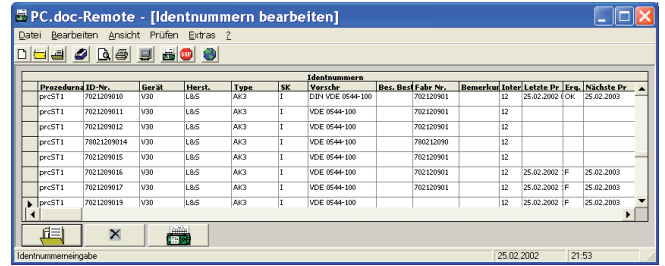 PC.doc-Remote - [Identnummern bearbeiten]
Datei Bearbeiten Ansicht Prüfen Extras ?
Identnummern
Prozedurna ID-Nr. Gerät Herst. Type SK Vorschr Bes. Best Fabr Nr. Bemerkur Inter Letzte Pr Erg. Nächste Pr
prcST1 7021209010 V30 L&S AK3 I DIN VDE 0544-100 702120901 12 25.02.2002 ( OK 25.02.2003
prcST1 7021209011 V30 L&S AK3 I VDE 0544-100 702120901 12
prcST1 7021209012 V30 L&S AK3 I VDE 0544-100 702120901 12
prcST1 78021209014 V30 L&S AK3 I VDE 0544-100 780212090 12
prcST1 7021209015 V30 L&S AK3 I VDE 0544-100 702120901 12
prcST1 7021209016 V30 L&S AK3 I VDE 0544-100 702120901 12 25.02.2002 F 25.02.2003
prcST1 7021209017 V30 L&S AK3 I VDE 0544-100 702120901 12 25.02.2002 F 25.02.2003
prcST1 7021209019 V30 L&S AK3 I VDE 0544-100 702120901 12 25.02.2002 F 25.02.2003
Identnummerneingabe 25.02.2002 21:53